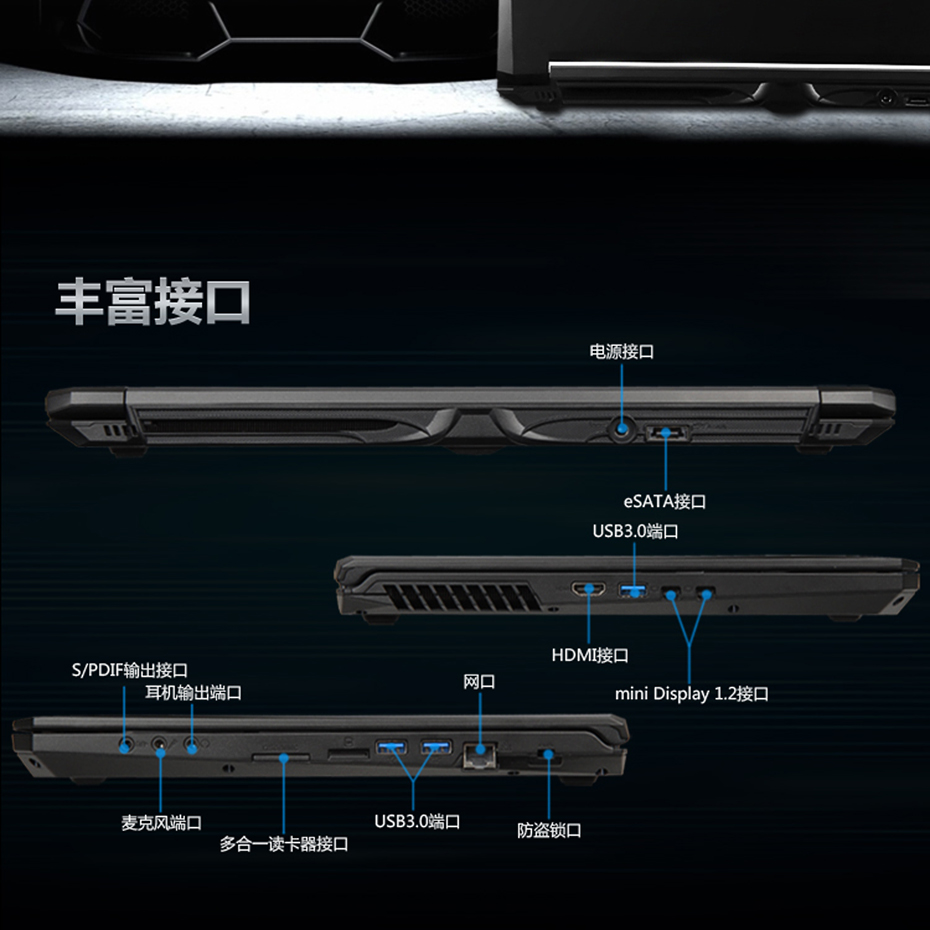 丰富接口
电源接口
eSATA接口
USB3.0端口
HDMI接口
mini Display 1.2接口
S/PDIF输出接口
耳机输出端口
网口
麦克风端口
多合一读卡器接口
USB3.0端口
防盗锁口